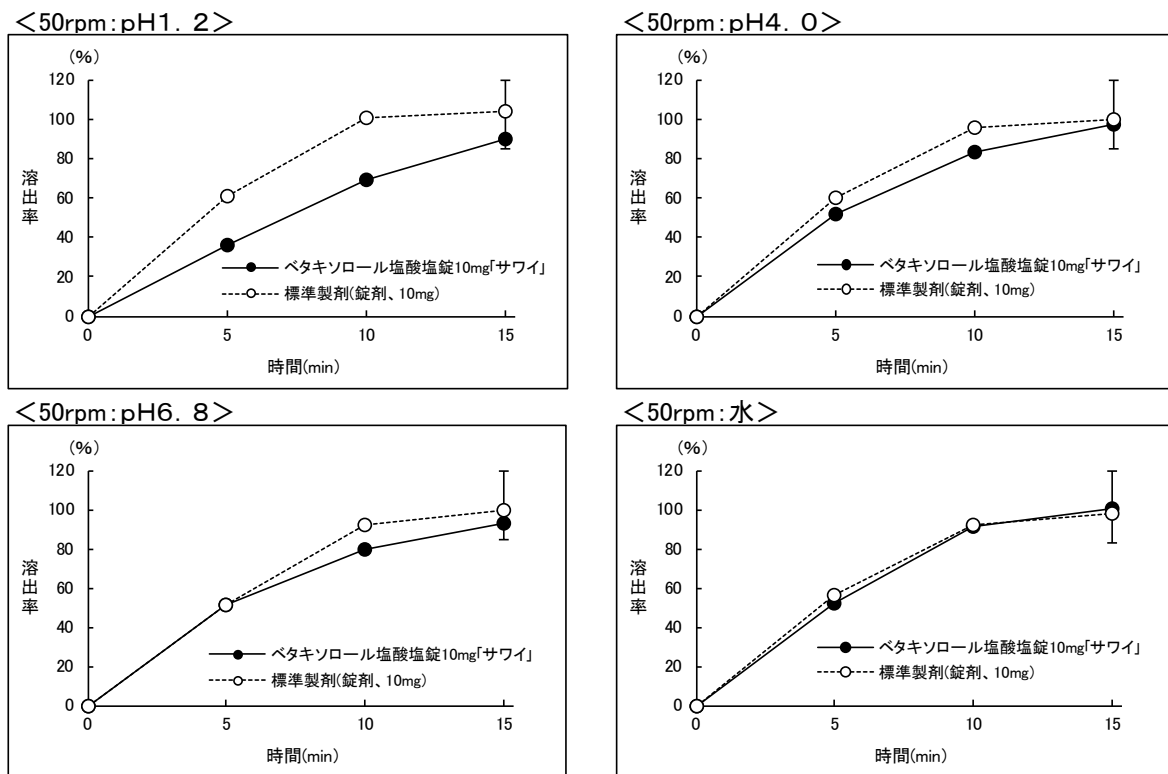 ＜50rpm：pH1．2＞
(%)
120
100
80
60
40
20
0
溶出率
ベタキソロール塩酸塩錠10mg「サワイ」
標準製剤(錠剤、10mg)
0 5 10 15
時間(min)
＜50rpm：pH4．0＞
(%)
120
100
80
60
40
20
0
溶出率
ベタキソロール塩酸塩錠10mg「サワイ」
標準製剤(錠剤、10mg)
0 5 10 15
時間(min)
＜50rpm：pH6．8＞
(%)
120
100
80
60
40
20
0
溶出率
ベタキソロール塩酸塩錠10mg「サワイ」
標準製剤(錠剤、10mg)
0 5 10 15
時間(min)
＜50rpm：水＞
(%)
120
100
80
60
40
20
0
溶出率
ベタキソロール塩酸塩錠10mg「サワイ」
標準製剤(錠剤、10mg)
0 5 10 15
時間(min)